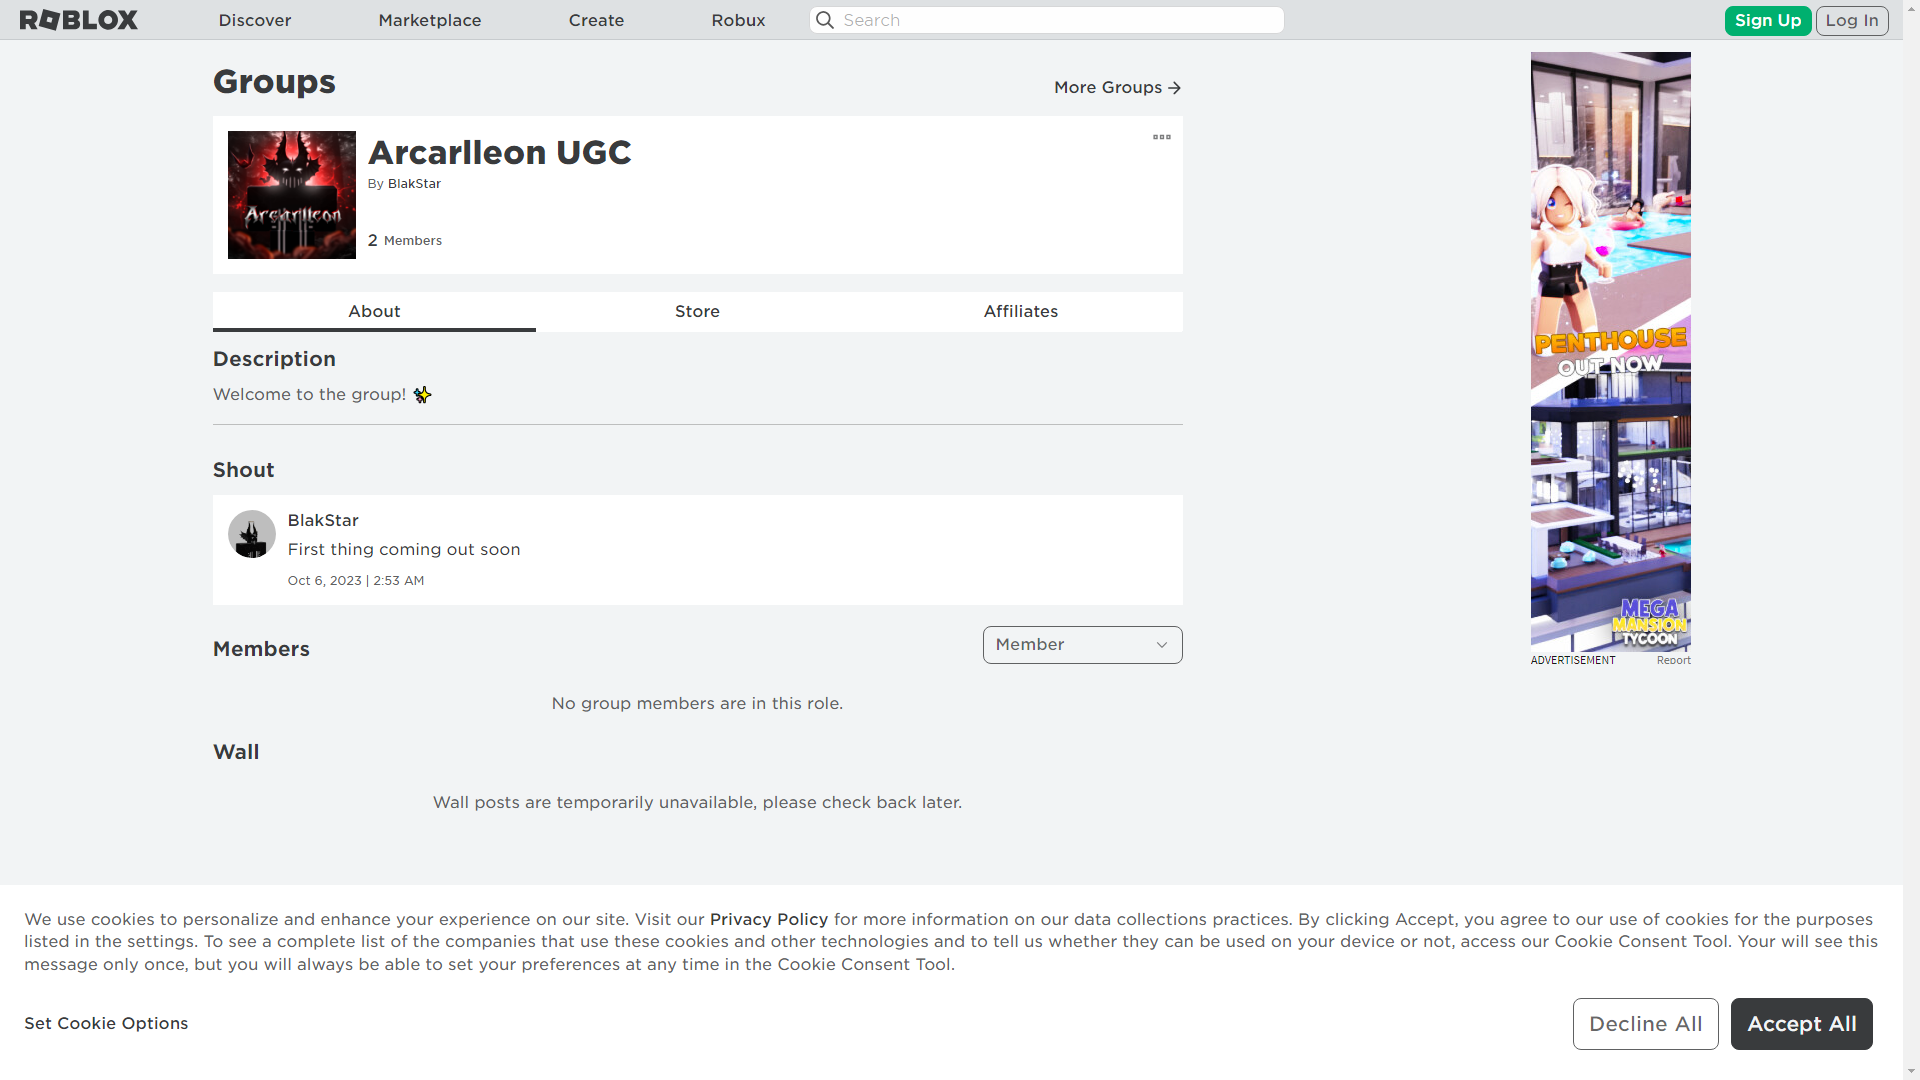 ROBLOX
Discover
Marketplace
Create
Robux
Search
Sign Up
Log In
Groups
More Groups
Arcarlleon
Arcarlleon UGC
By BlakStar
2 Members
About
Store
Affiliates
Description
Welcome to the group!
Shout
BlakStar
First thing coming out soon
Oct 6, 2023 | 2:53 AM
Members
Member
No group members are in this role.
Wall
Wall posts are temporarily unavailable, please check back later.
PENTHOUSE
OUT NOW
MEGA
MANSION
TYCOON
ADVERTISEMENT
Report
We use cookies to personalize and enhance your experience on our site. Visit our Privacy Policy for more information on our data collections practices. By clicking Accept, you agree to our use of cookies for the purposes
listed in the settings. To see a complete list of the companies that use these cookies and other technologies and to tell us whether they can be used on your device or not, access our Cookie Consent Tool. Your will see this
message only once, but you will always be able to set your preferences at any time in the Cookie Consent Tool.
Set Cookie Options
Decline All
Accept All